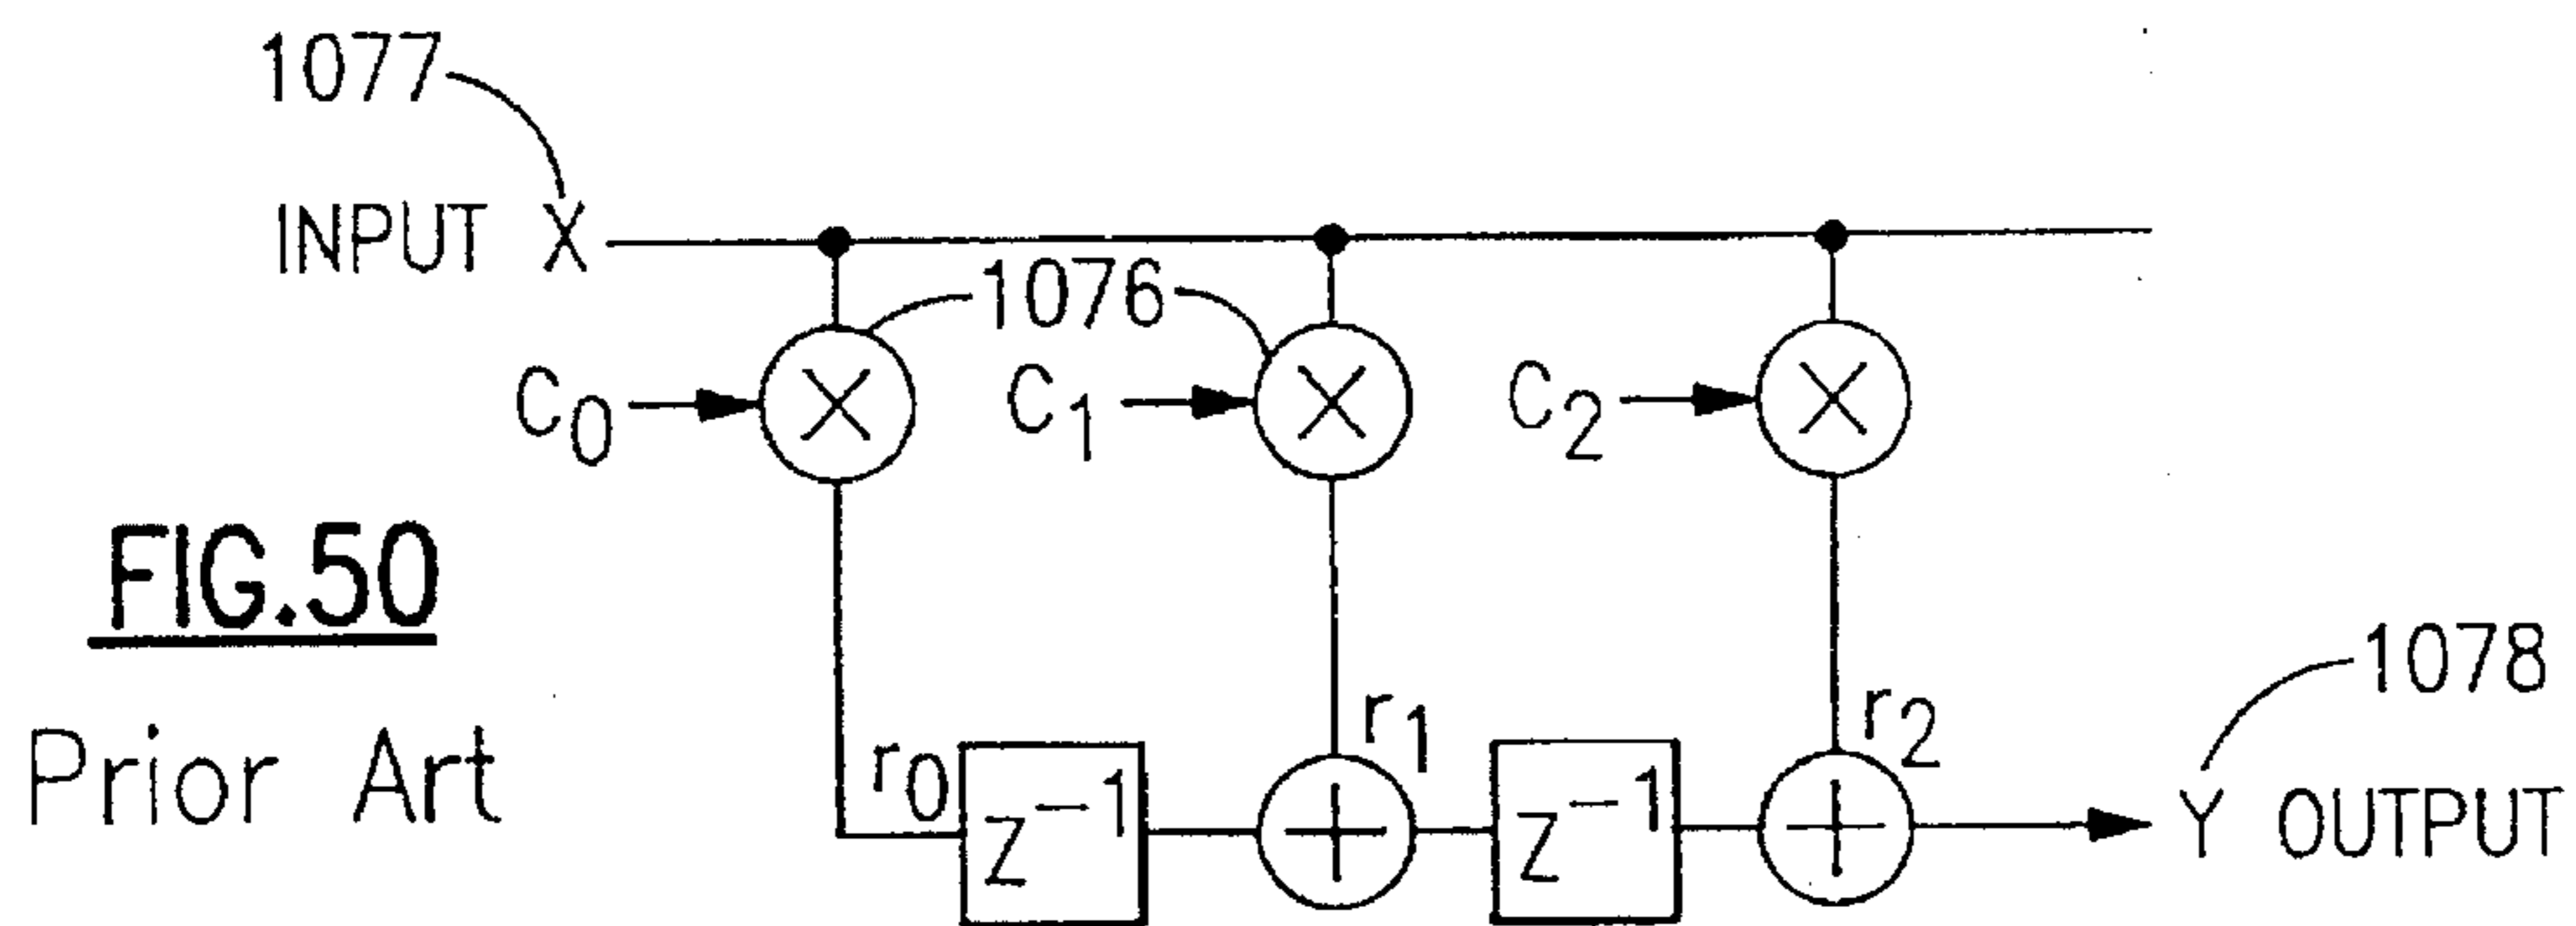 1077
INPUT X
1076
C0
C1
C2
FIG.50
Prior Art
r0
z−1
r1
z−1
r2
1078
Y OUTPUT